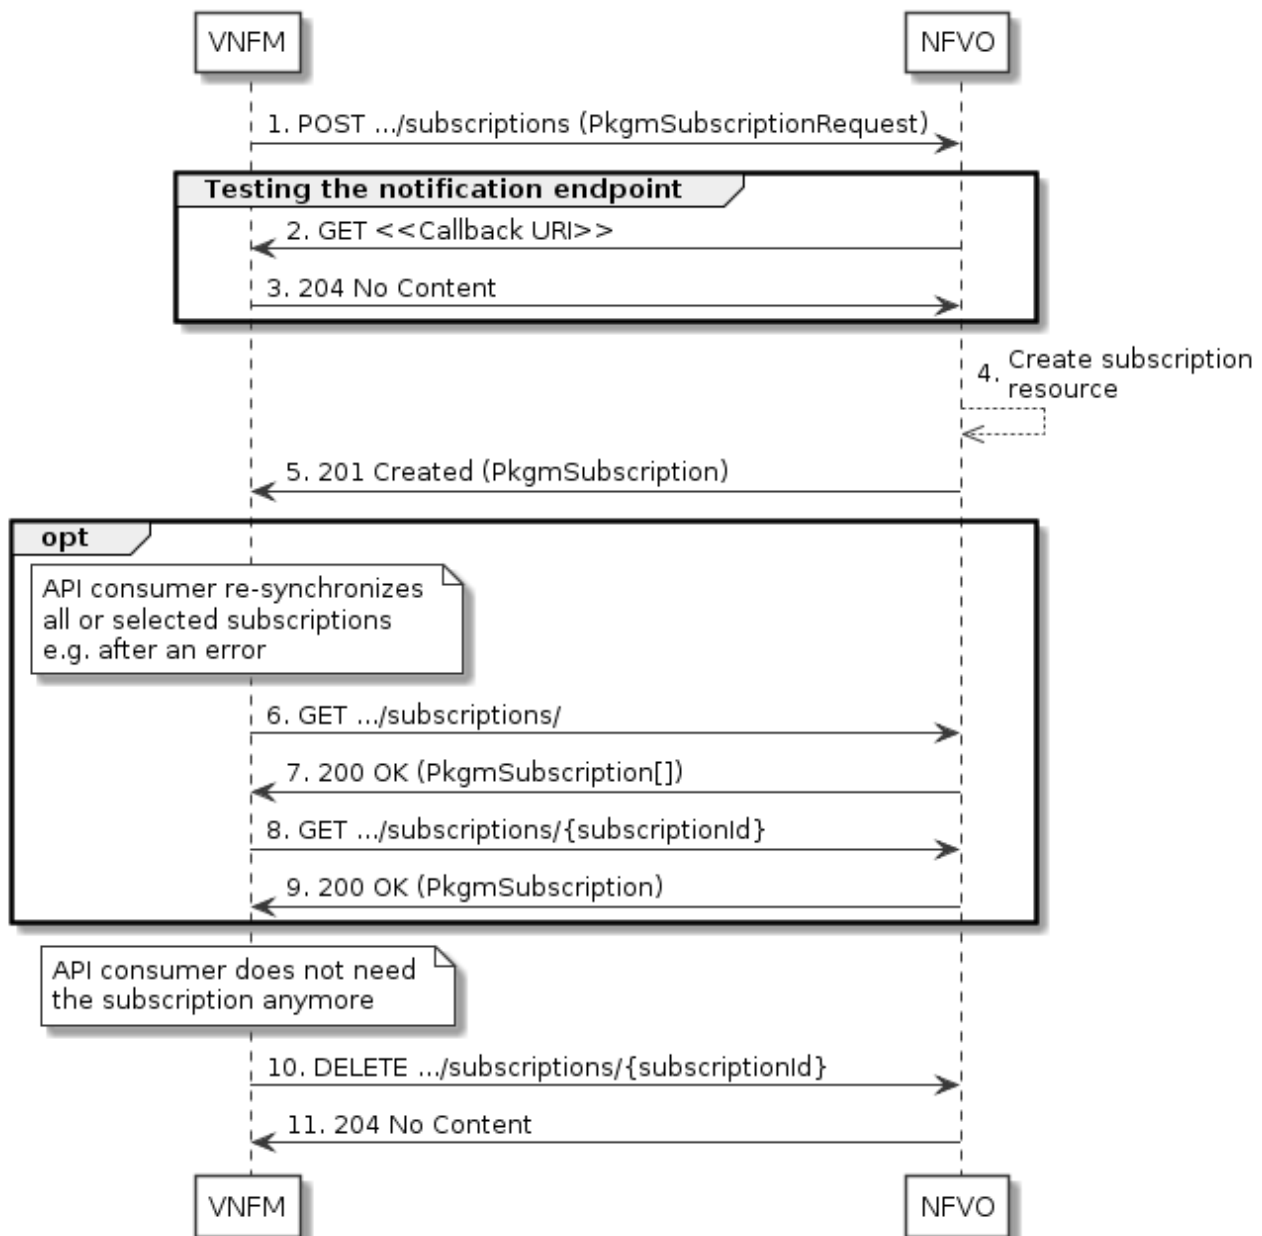 VNFM
NFVO
1. POST .../subscriptions (PkgmSubscriptionRequest)
Testing the notification endpoint
2. GET <<Callback URI>>
3. 204 No Content
4. Create subscription
resource
5. 201 Created (PkgmSubscription)
opt
API consumer re-synchronizes
all or selected subscriptions
e.g. after an error
6. GET .../subscriptions/
7. 200 OK (PkgmSubscription[])
8. GET .../subscriptions/{subscriptionId}
9. 200 OK (PkgmSubscription)
API consumer does not need
the subscription anymore
10. DELETE .../subscriptions/{subscriptionId}
11. 204 No Content
VNFM
NFVO